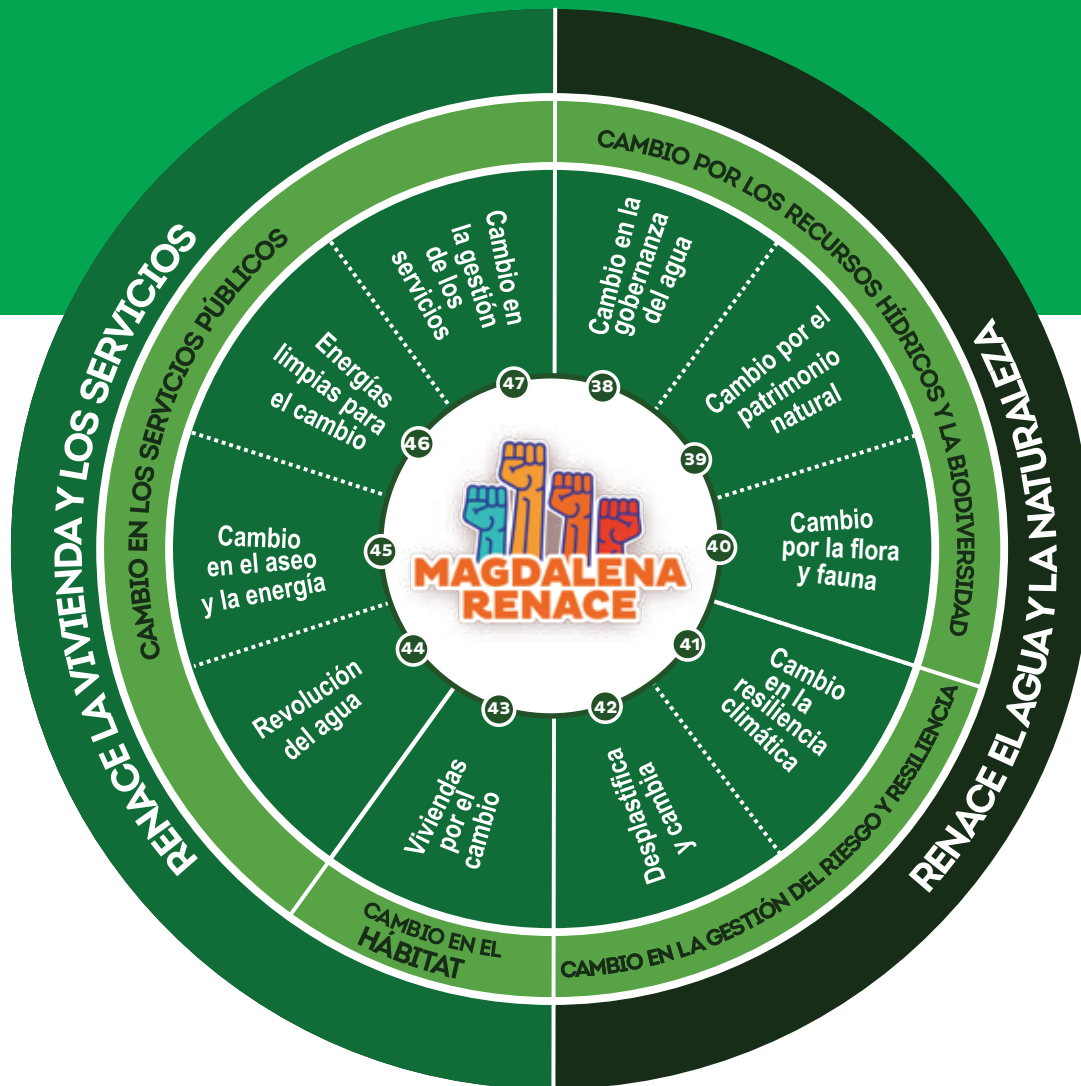 RENACE LA VIVIENDA Y LOS SERVICIOS
RENACE EL AGUA Y LA NATURALEZA
CAMBIO EN LOS SERVICIOS PÚBLICOS
CAMBIO POR LOS RECURSOS HÍDRICOS Y LA BIODIVERSIDAD
CAMBIO EN LA GESTIÓN DEL RIESGO Y RESILIENCIA
CAMBIO EN EL
HÁBITAT
Cambio en la
gobernanza
del agua
38
Cambio por el
patrimonio
natural
39
Cambio
por la flora
y fauna
40
Cambio
en la
resiliencia
climática
41
Desplastifica
y cambia
42
Viviendas
por el
cambio
43
Revolución
del agua
44
Cambio
en el aseo
y la energía
45
Energías
limpias para
el cambio
46
Cambio en
la gestión
de los
servicios
47
MAGDALENA
RENACE